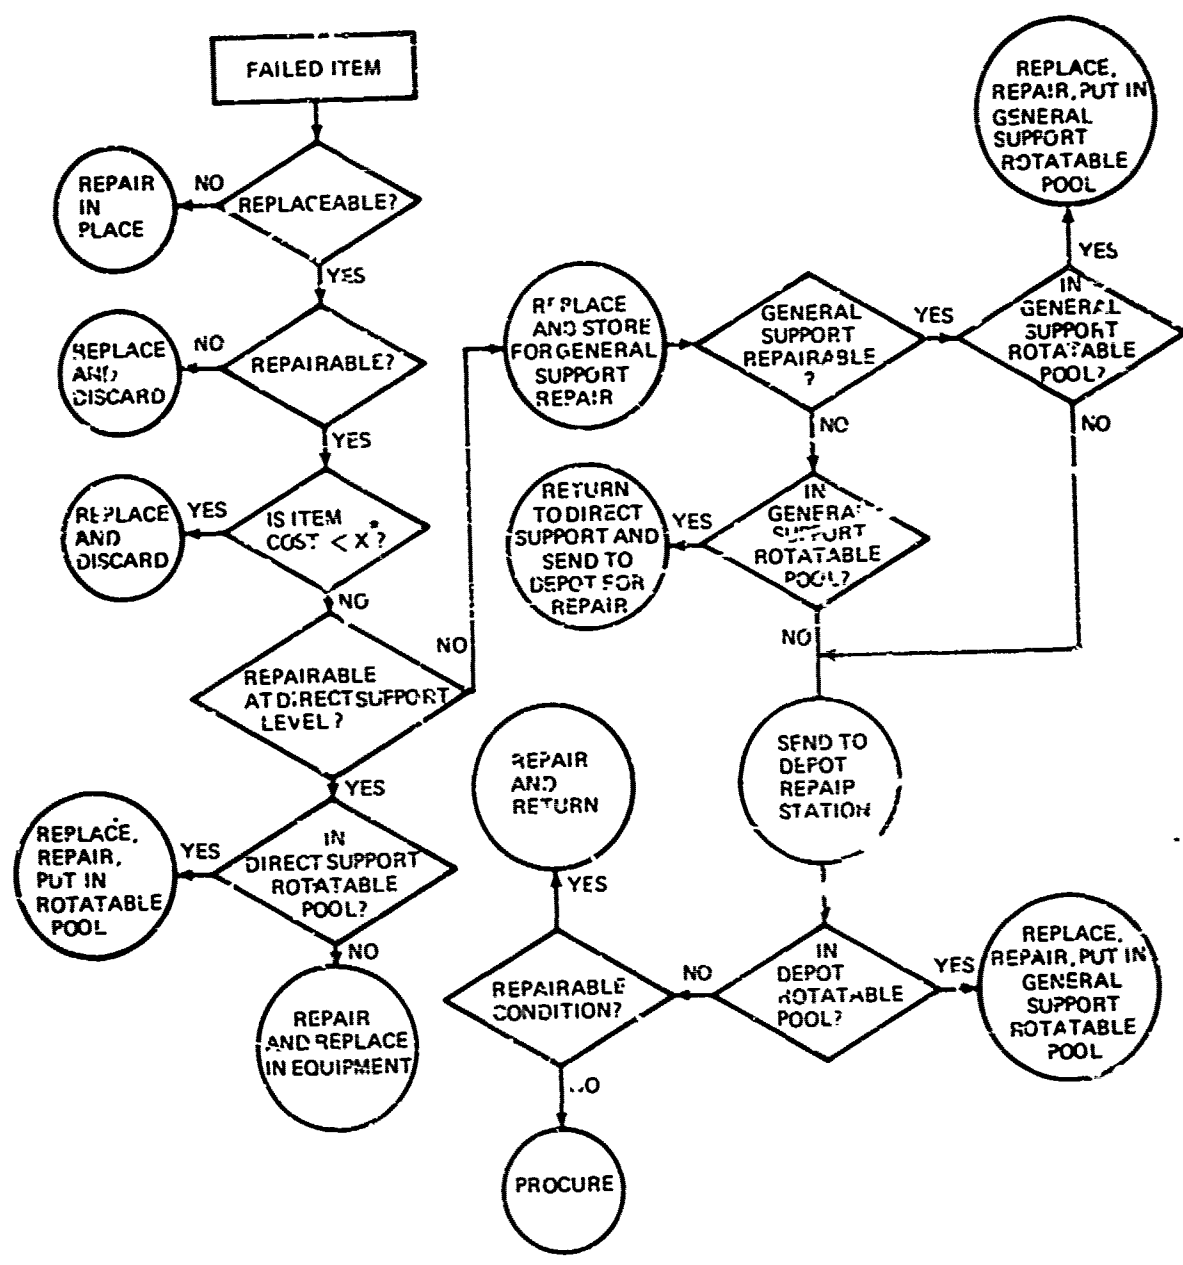 FAILED ITEM
REPLACEABLE?
NO
REPAIR
IN
PLACE
YES
REPAIRABLE?
NO
REPLACE
AND
DISCARD
YES
IS ITEM
COST < X*?
YES
REPLACE
AND
DISCARD
NO
REPAIRABLE
AT DIRECT SUPPORT
LEVEL?
NO
YES
IN
DIRECT SUPPORT
ROTATABLE
POOL?
YES
REPLACE,
REPAIR,
PUT IN
ROTATABLE
POOL
NO
REPAIR
AND REPLACE
IN EQUIPMENT
REPLACE
AND STORE
FOR GENERAL
SUPPORT
REPAIR
GENERAL
SUPPORT
REPAIRABLE
?
YES
IN
GENERAL
SUPPORT
ROTATABLE
POOL?
YES
REPLACE,
REPAIR, PUT IN
GENERAL
SUPPORT
ROTATABLE
POOL
NO
NO
IN
GENERAL
SUPPORT
ROTATABLE
POOL?
YES
RETURN
TO DIRECT
SUPPORT AND
SEND TO
DEPOT FOR
REPAIR
NO
SEND TO
DEPOT
REPAIR
STATION
IN
DEPOT
ROTATABLE
POOL?
YES
REPLACE,
REPAIR, PUT IN
GENERAL
SUPPORT
ROTATABLE
POOL
NO
REPAIRABLE
CONDITION?
YES
REPAIR
AND
RETURN
NO
PROCURE